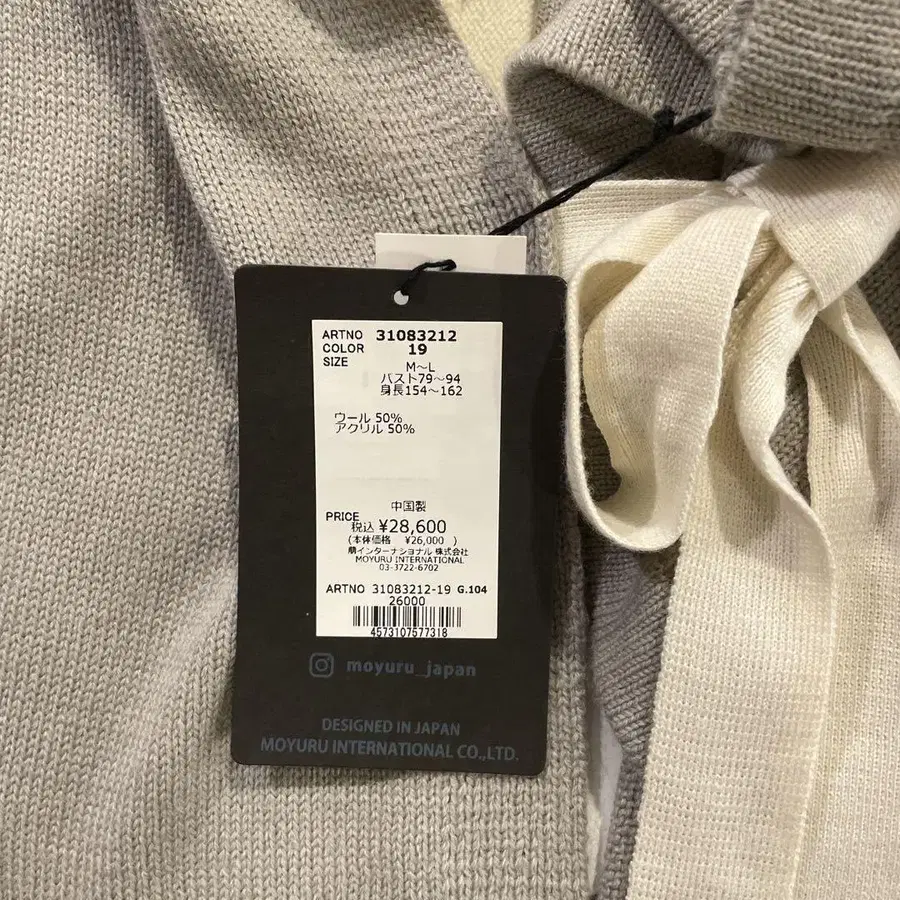 ARTNO 31083212
COLOR 19
SIZE
M～L
バスト79～94
身長154～162
ウール 50%
アクリル 50%
中国製
PRICE
税込 ¥28,600
(本体価格 ¥26,000 )
萌インターナショナル 株式会社
MOYURU INTERNATIONAL
03-3722-6702
ARTNO 31083212-19 G.104
26000
4573107577318
moyuru_japan
DESIGNED IN JAPAN
MOYURU INTERNATIONAL CO.,LTD.